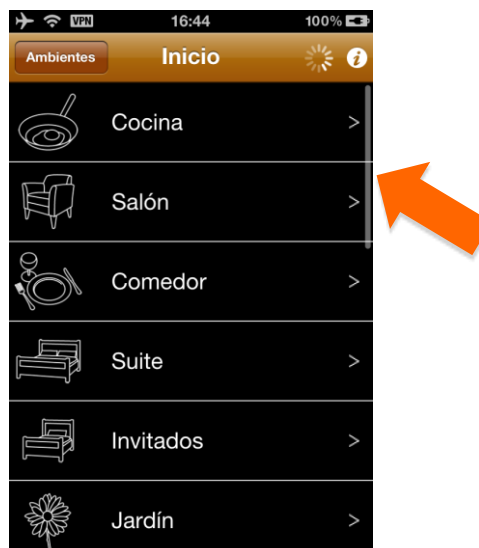 VPN 16:44 100%
Ambientes Inicio i
Cocina >
Salón >
Comedor >
Suite >
Invitados >
Jardín >